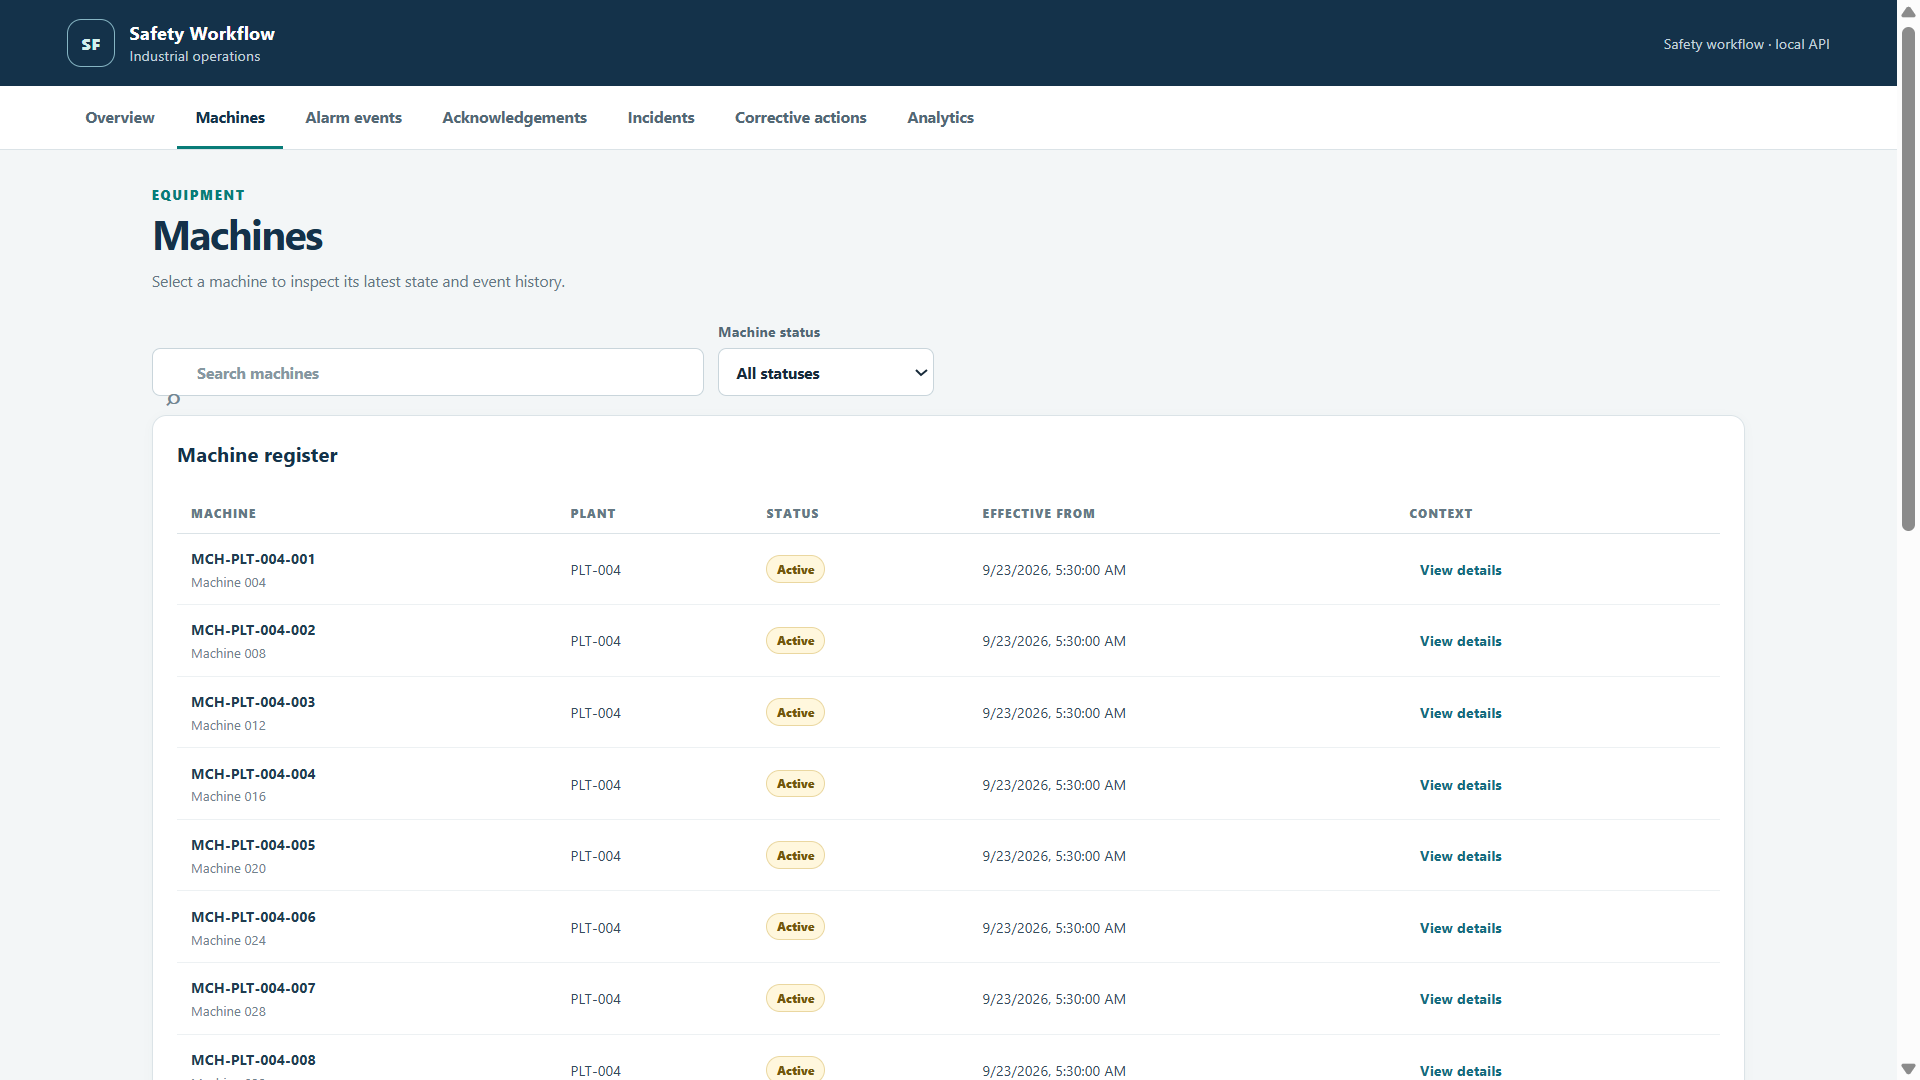 SF
Safety Workflow
Industrial operations
Safety workflow · local API
Overview Machines Alarm events Acknowledgements Incidents Corrective actions Analytics
EQUIPMENT
Machines
Select a machine to inspect its latest state and event history.
Machine status
Search machines
All statuses
Machine register
MACHINE PLANT STATUS EFFECTIVE FROM CONTEXT
MCH-PLT-004-001
Machine 004
PLT-004 Active 9/23/2026, 5:30:00 AM View details
MCH-PLT-004-002
Machine 008
PLT-004 Active 9/23/2026, 5:30:00 AM View details
MCH-PLT-004-003
Machine 012
PLT-004 Active 9/23/2026, 5:30:00 AM View details
MCH-PLT-004-004
Machine 016
PLT-004 Active 9/23/2026, 5:30:00 AM View details
MCH-PLT-004-005
Machine 020
PLT-004 Active 9/23/2026, 5:30:00 AM View details
MCH-PLT-004-006
Machine 024
PLT-004 Active 9/23/2026, 5:30:00 AM View details
MCH-PLT-004-007
Machine 028
PLT-004 Active 9/23/2026, 5:30:00 AM View details
MCH-PLT-004-008
PLT-004 Active 9/23/2026, 5:30:00 AM View details